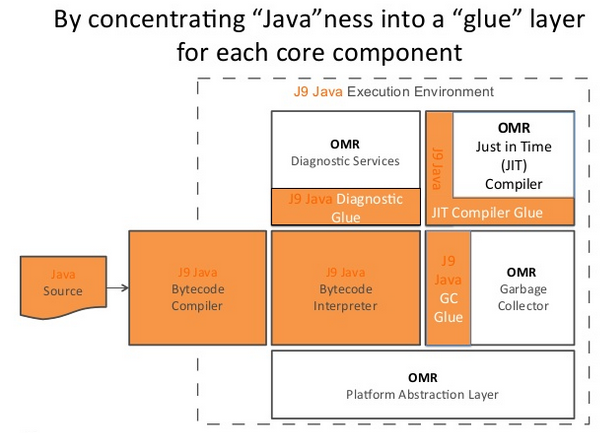 By concentrating “Java”ness into a “glue” layer
for each core component
J9 Java Execution Environment
OMR
Diagnostic Services
J9 Java Diagnostic
Glue
OMR
Just in Time
(JIT)
Compiler
J9 Java
JIT Compiler Glue
Java
Source
J9 Java
Bytecode
Compiler
J9 Java
Bytecode
Interpreter
J9
Java
GC
Glue
OMR
Garbage
Collector
OMR
Platform Abstraction Layer